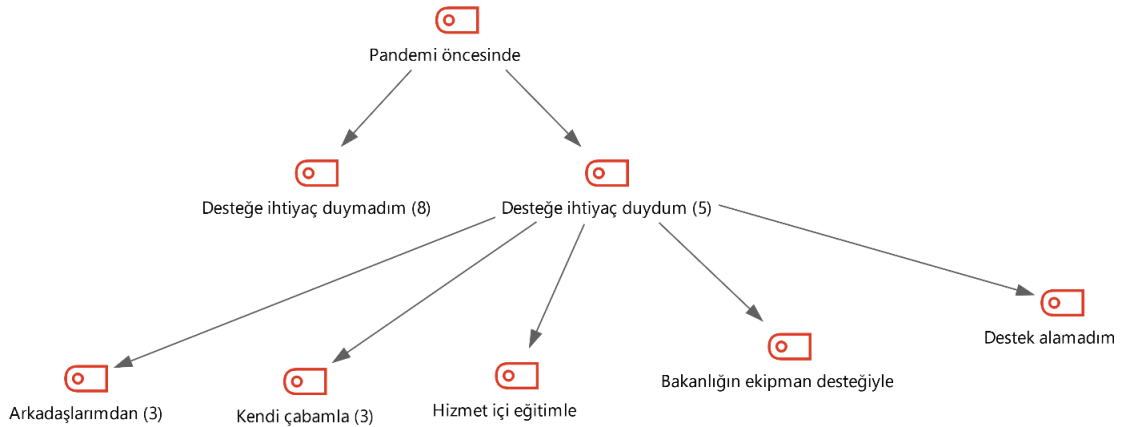 Pandemi öncesinde
Desteğe ihtiyaç duymadım (8)
Desteğe ihtiyaç duydum (5)
Destek alamadım
Bakanlığın ekipman desteğiyle
Arkadaşlarımdan (3)
Kendi çabamla (3)
Hizmet içi eğitimle